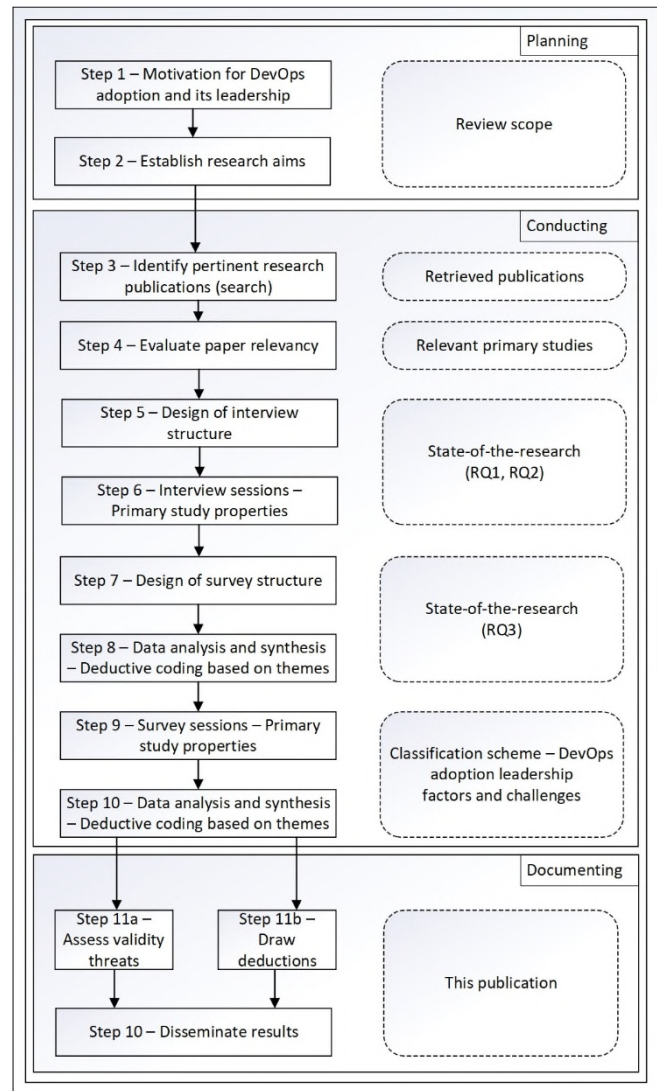 Planning
Step 1 – Motivation for DevOps
adoption and its leadership
Review scope
Step 2 – Establish research aims
Conducting
Step 3 – Identify pertinent research
publications (search)
Retrieved publications
Step 4 – Evaluate paper relevancy
Relevant primary studies
Step 5 – Design of interview
structure
State-of-the-research
(RQ1, RQ2)
Step 6 – Interview sessions –
Primary study properties
Step 7 – Design of survey structure
State-of-the-research
(RQ3)
Step 8 – Data analysis and synthesis
– Deductive coding based on themes
Step 9 – Survey sessions – Primary
study properties
Classification scheme – DevOps
adoption leadership
factors and challenges
Step 10 – Data analysis and synthesis
– Deductive coding based on themes
Documenting
Step 11a –
Assess validity
threats
Step 11b –
Draw
deductions
This publication
Step 10 – Disseminate results